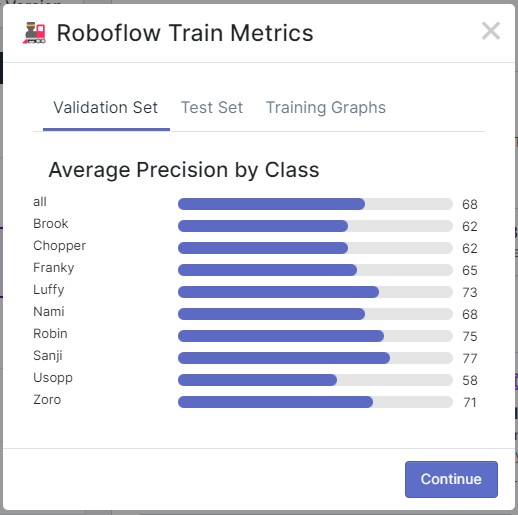 Roboflow Train Metrics
Validation Set Test Set Training Graphs
Average Precision by Class
all 68
Brook 62
Chopper 62
Franky 65
Luffy 73
Nami 68
Robin 75
Sanji 77
Usopp 58
Zoro 71
Continue